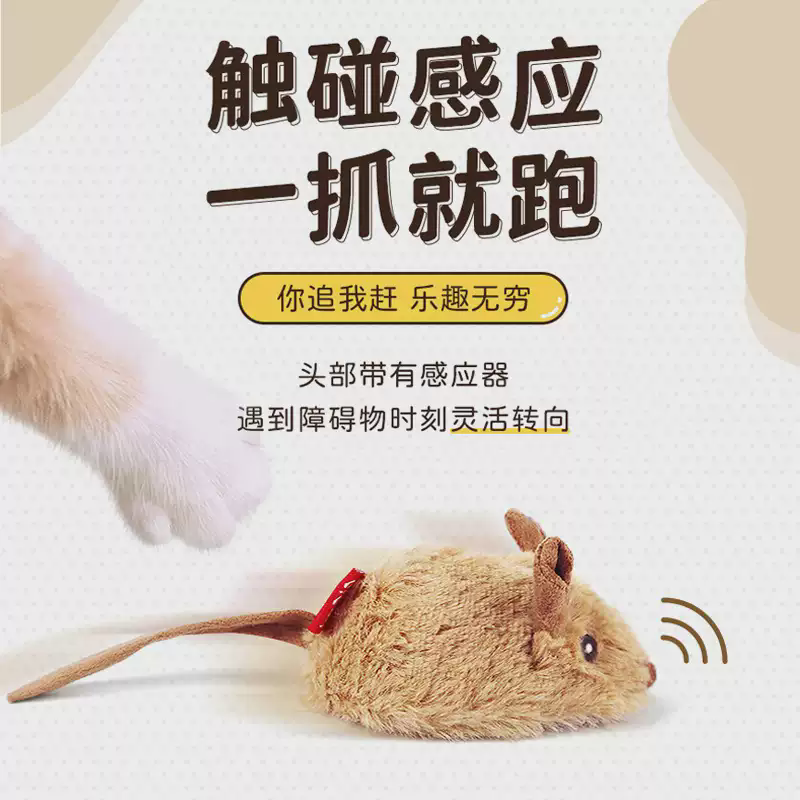 触碰感应
一抓就跑
你追我赶 乐趣无穷
头部带有感应器
遇到障碍物时刻灵活转向